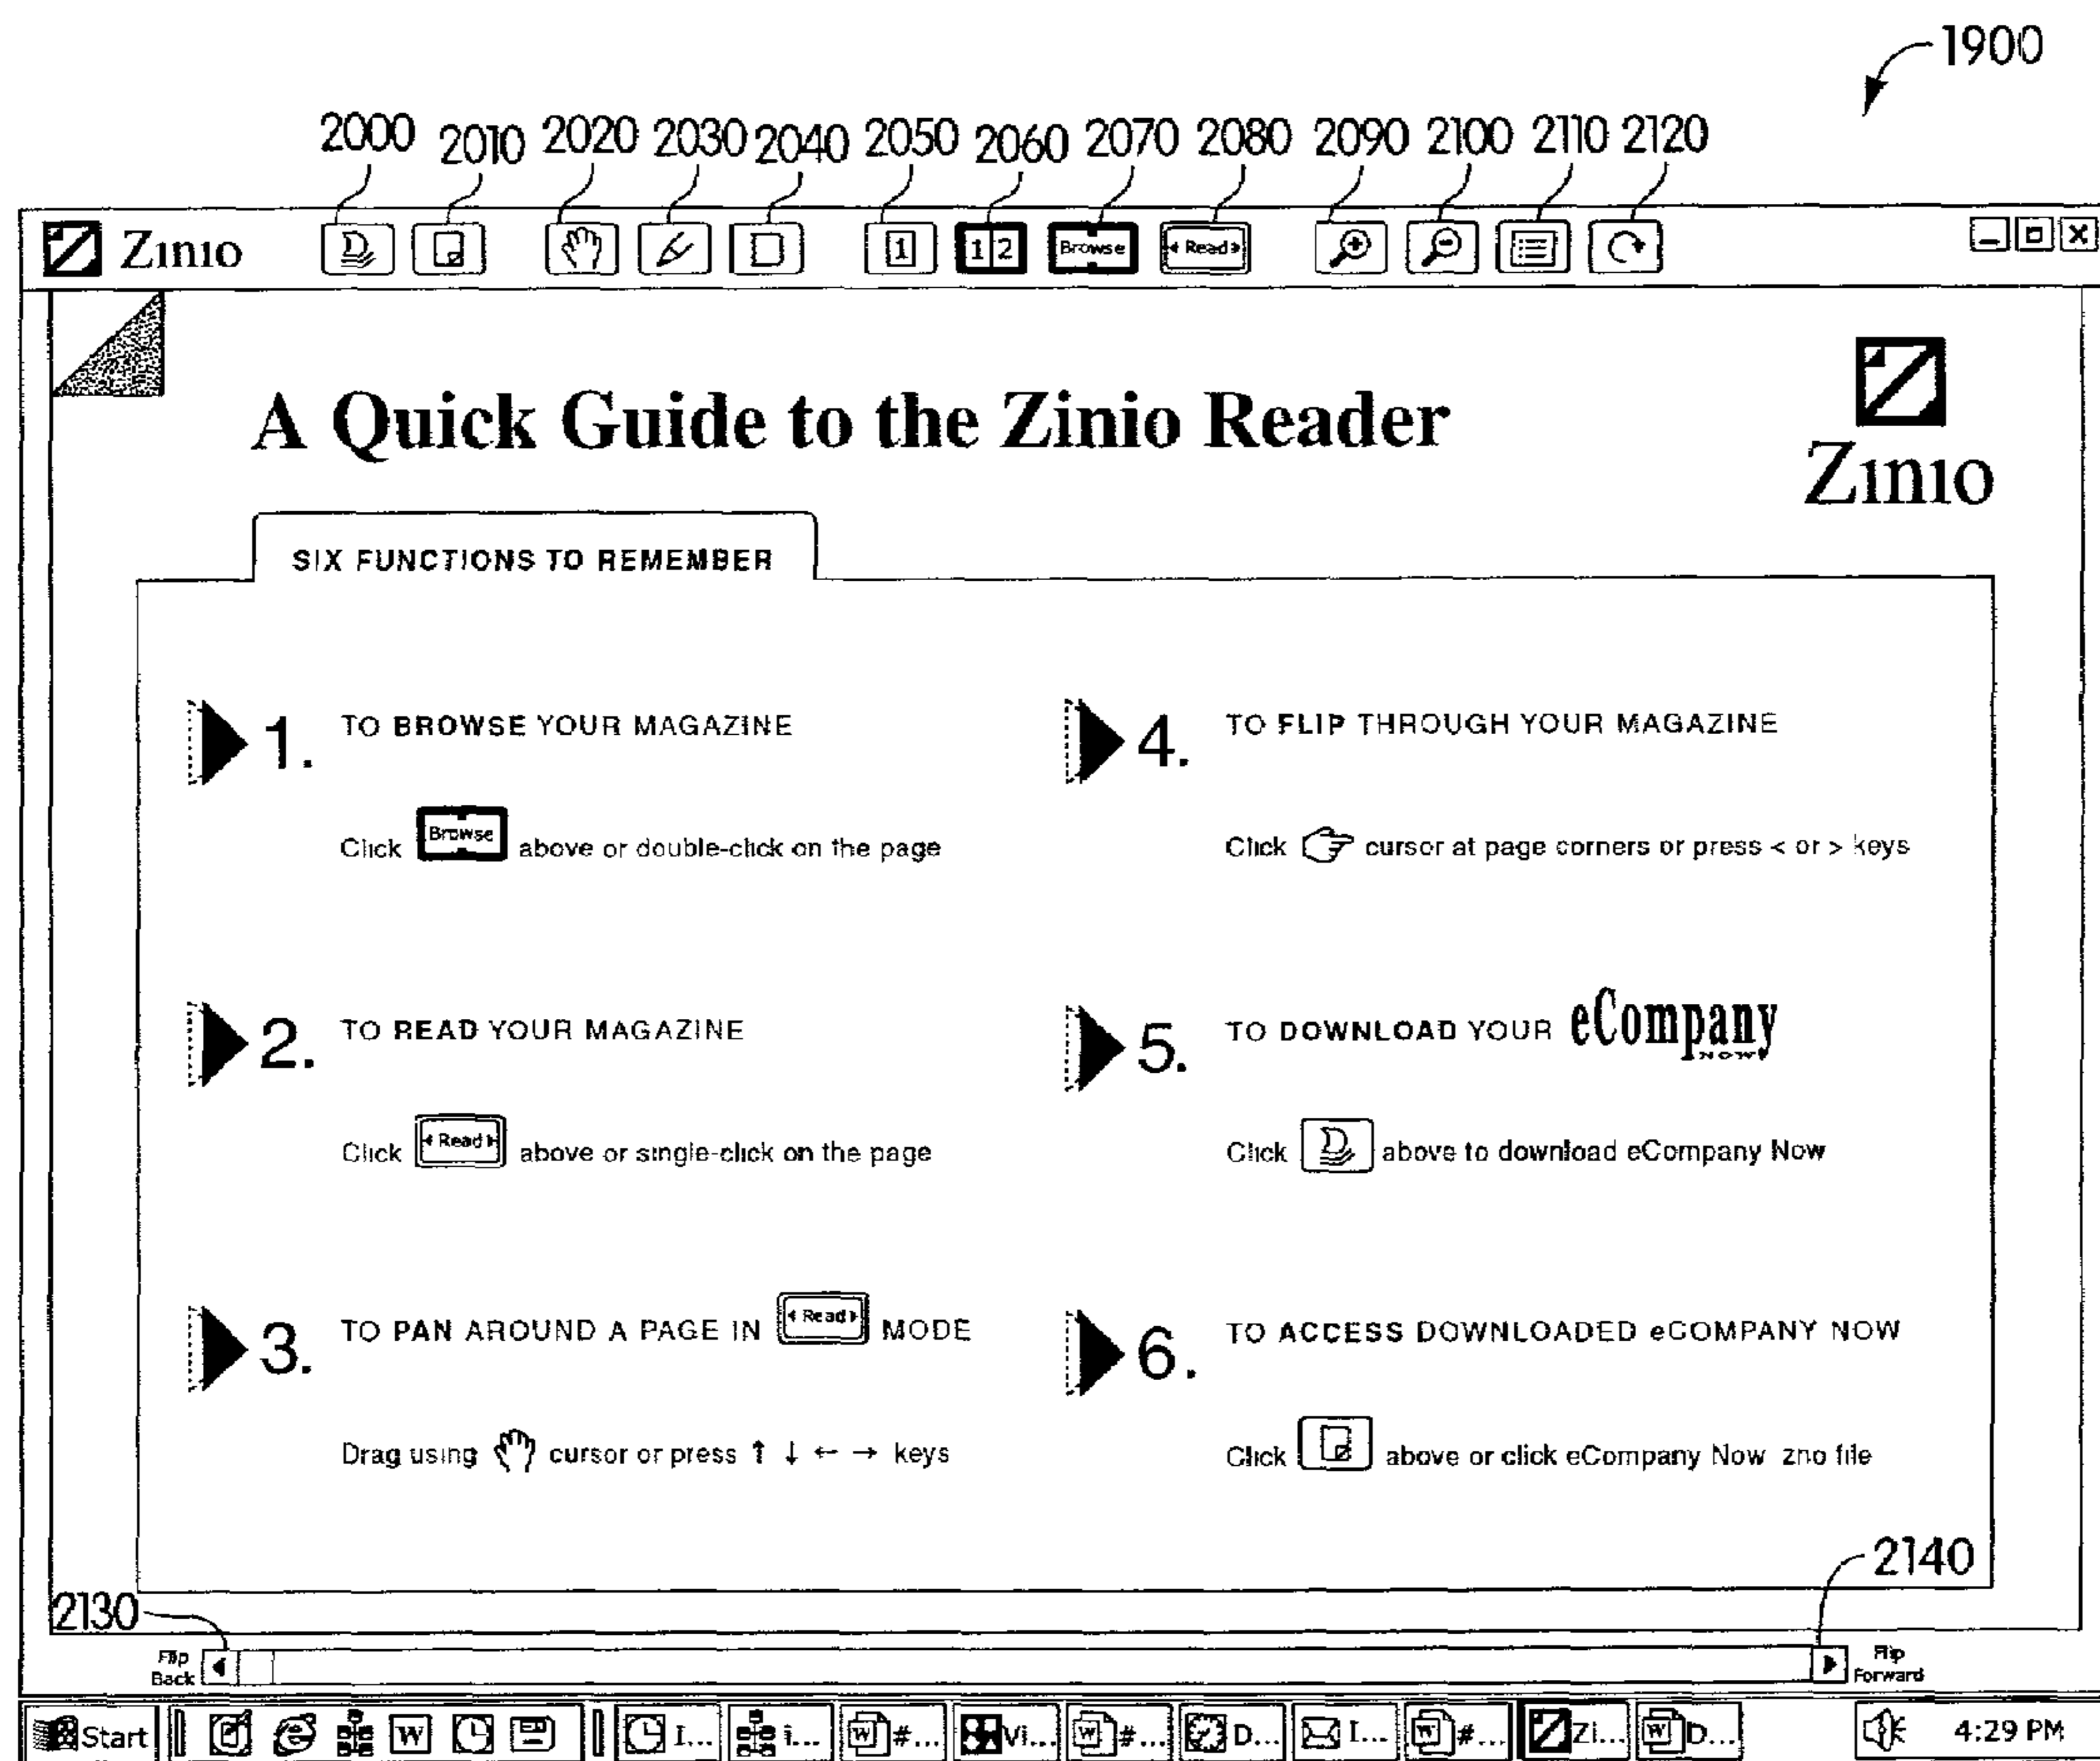 1900
2000 2010 2020 2030 2040 2050 2060 2070 2080 2090 2100 2110 2120
Zinio 1 1 2 Browse Read
A Quick Guide to the Zinio Reader
Zinio
SIX FUNCTIONS TO REMEMBER
1. TO BROWSE YOUR MAGAZINE
Click Browse above or double-click on the page
2. TO READ YOUR MAGAZINE
Click Read above or single-click on the page
3. TO PAN AROUND A PAGE IN Read MODE
Drag using cursor or press ↑ ↓ ← → keys
4. TO FLIP THROUGH YOUR MAGAZINE
Click cursor at page corners or press < or > keys
5. TO DOWNLOAD YOUR eCompany NOW
Click above to download eCompany Now
6. TO ACCESS DOWNLOADED eCOMPANY NOW
Click above or click eCompany Now zno file
2140
2130
Flip Back
Flip Forward
Start W I... i... W #... Vi... W #... D... I... W #... Zi... W D... 4:29 PM